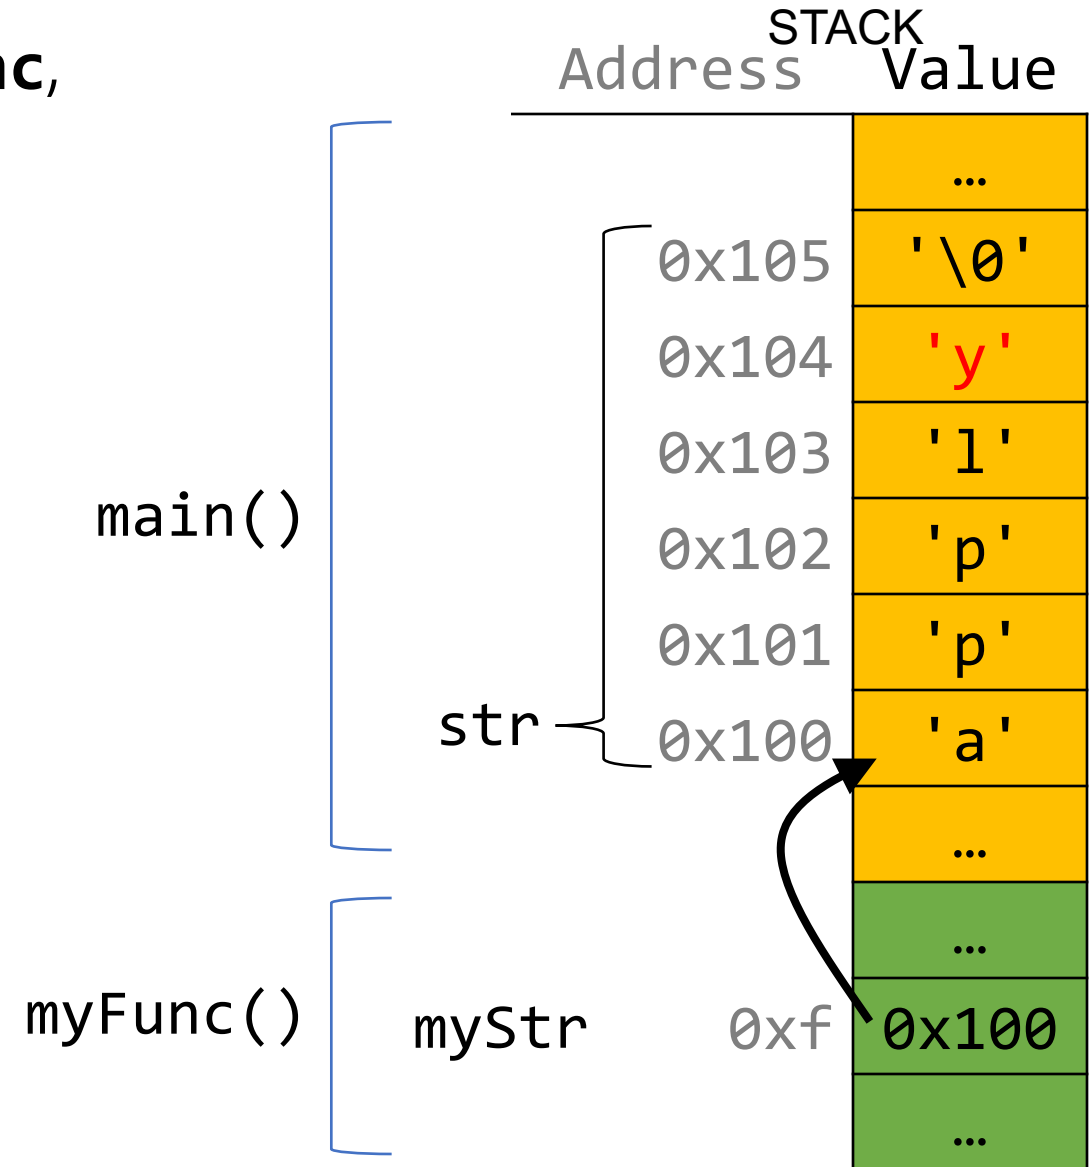 STACK
nc,
Address Value
…
0x105 '\0'
0x104 'y'
0x103 'l'
main()
0x102 'p'
0x101 'p'
str 0x100 'a'
…
…
myFunc() myStr 0xf 0x100
…